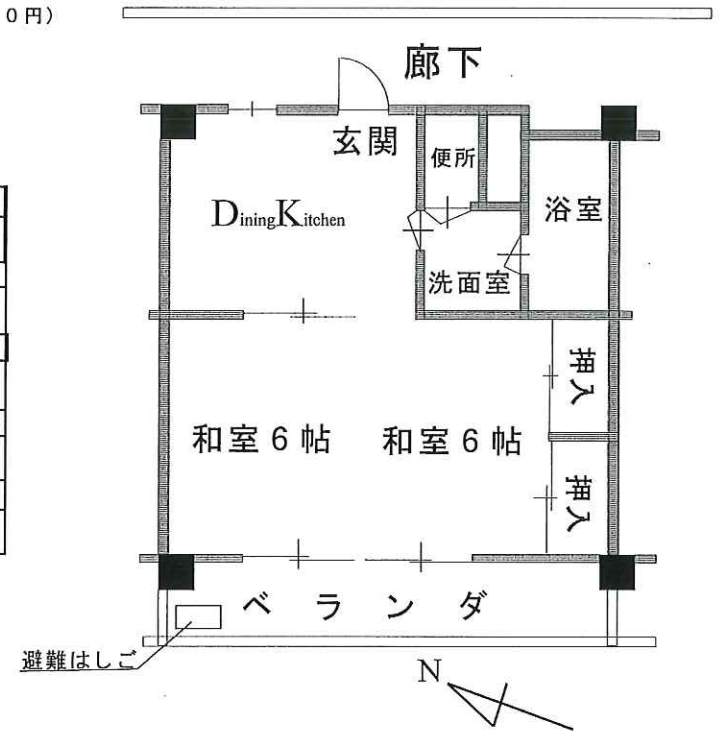 0円）
廊下
玄関
便所
DiningKitchen
浴室
洗面室
押入
和室6帖 和室6帖
押入
ベランダ
避難はしご
N